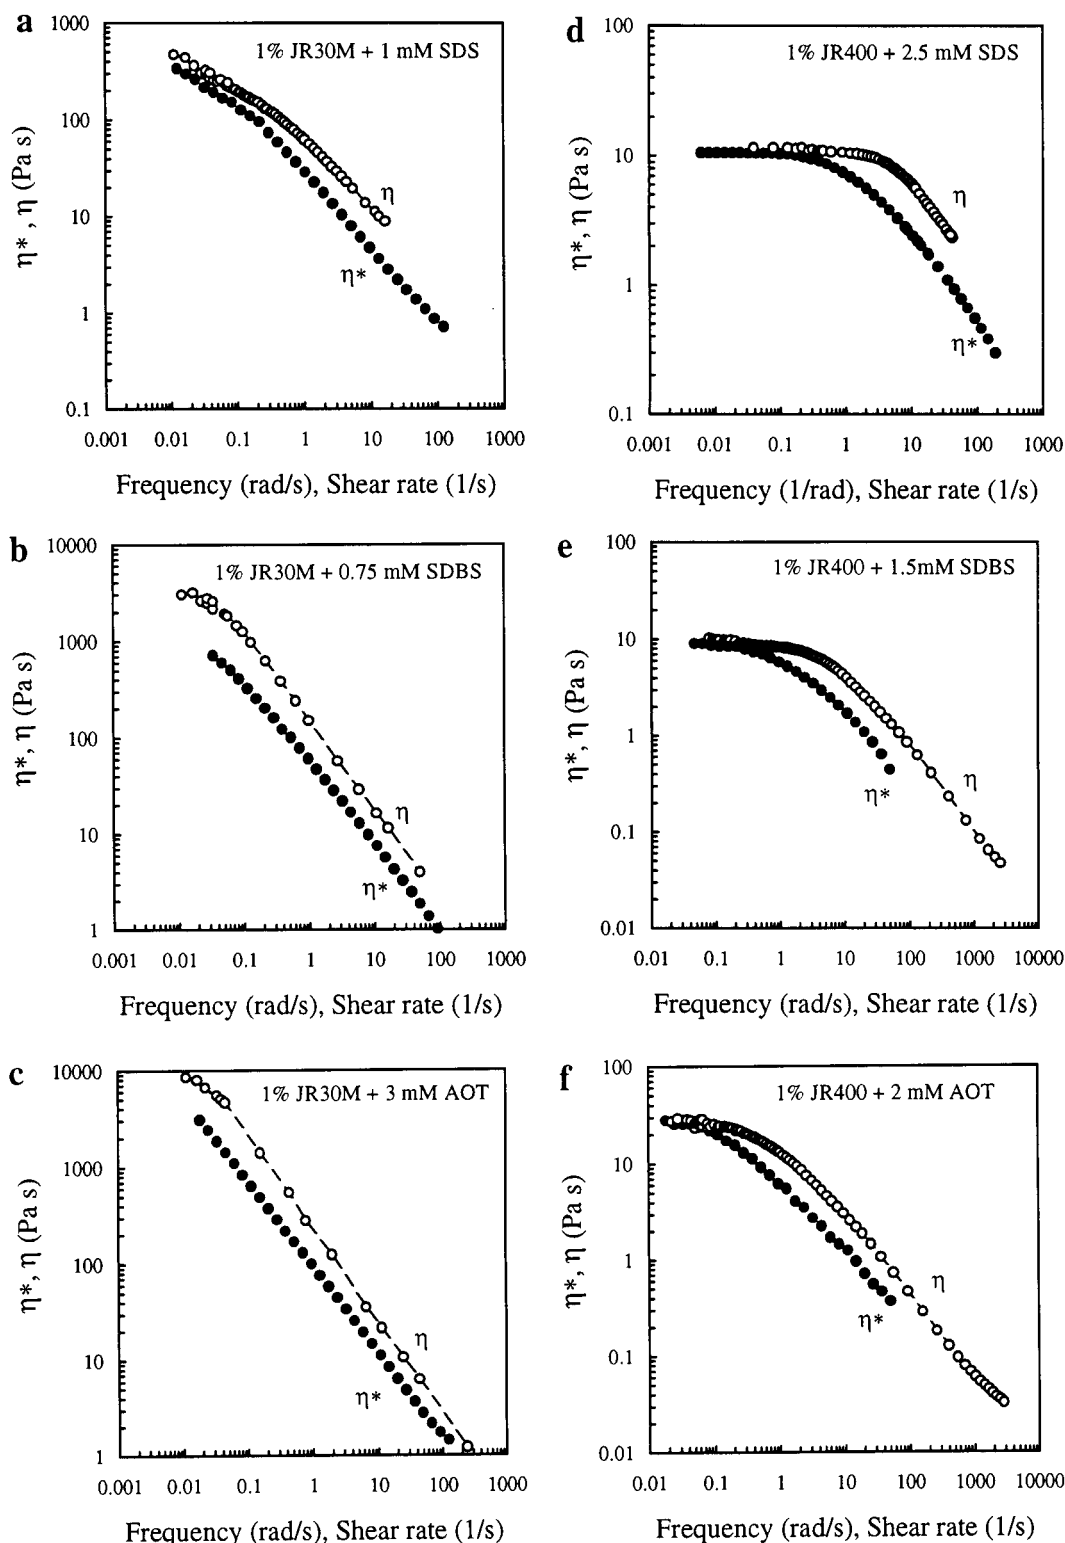 a
1% JR30M + 1 mM SDS
1000
100
10
1
0.1
η*, η (Pa s)
η
η*
0.001 0.01 0.1 1 10 100 1000
Frequency (rad/s), Shear rate (1/s)
d
1% JR400 + 2.5 mM SDS
100
10
1
0.1
η*, η (Pa s)
η
η*
0.001 0.01 0.1 1 10 100 1000
Frequency (1/rad), Shear rate (1/s)
b
1% JR30M + 0.75 mM SDBS
10000
1000
100
10
1
η*, η (Pa s)
η
η*
0.001 0.01 0.1 1 10 100 1000
Frequency (rad/s), Shear rate (1/s)
e
1% JR400 + 1.5mM SDBS
100
10
1
0.1
0.01
η*, η (Pa s)
η
η*
0.01 0.1 1 10 100 1000 10000
Frequency (rad/s), Shear rate (1/s)
c
1% JR30M + 3 mM AOT
10000
1000
100
10
1
η*, η (Pa s)
η
η*
0.001 0.01 0.1 1 10 100 1000
Frequency (rad/s), Shear rate (1/s)
f
1% JR400 + 2 mM AOT
100
10
1
0.1
0.01
η*, η (Pa s)
η
η*
0.01 0.1 1 10 100 1000 10000
Frequency (rad/s), Shear rate (1/s)